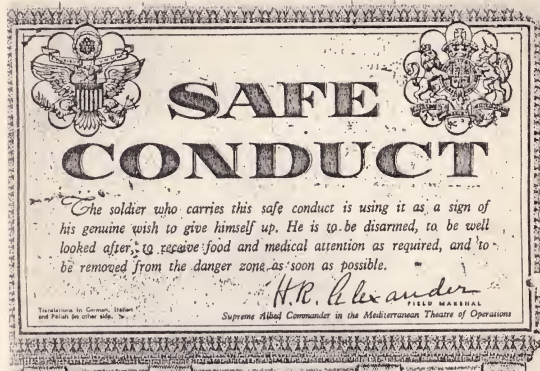 SAFE
CONDUCT
The soldier who carries this safe conduct is using it as a sign of
his genuine wish to give himself up. He is to be disarmed, to be well
looked after, to receive food and medical attention as required, and to
be removed from the danger zone as soon as possible.
H.R. Alexander
FIELD MARSHAL
Supreme Allied Commander in the Mediterranean Theatre of Operations
Translations in German, Italian
and Polish on other side.